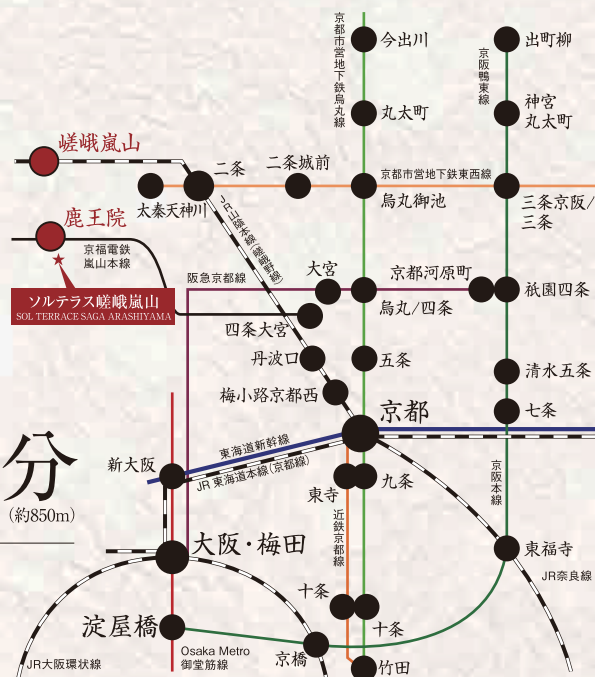 京都市営地下鉄烏丸線
今出川
京阪鴨東線
出町柳
丸太町
神宮
丸太町
嵯峨嵐山
二条
二条城前
京都市営地下鉄東西線
太秦天神川
烏丸御池
三条京阪/
三条
鹿王院
京福電鉄
嵐山本線
JR山陰本線(嵯峨野線)
ソルテラス嵯峨嵐山
SOL TERRACE SAGA ARASHIYAMA
阪急京都線
大宮
京都河原町
烏丸/四条
祇園四条
四条大宮
丹波口
五条
清水五条
梅小路京都西
京都
七条
分
(約850m)
新大阪
東海道新幹線
JR 東海道本線(京都線)
東寺
九条
京阪本線
近鉄京都線
大阪・梅田
東福寺
JR奈良線
十条
十条
淀屋橋
Osaka Metro
御堂筋線
京橋
竹田
JR大阪環状線